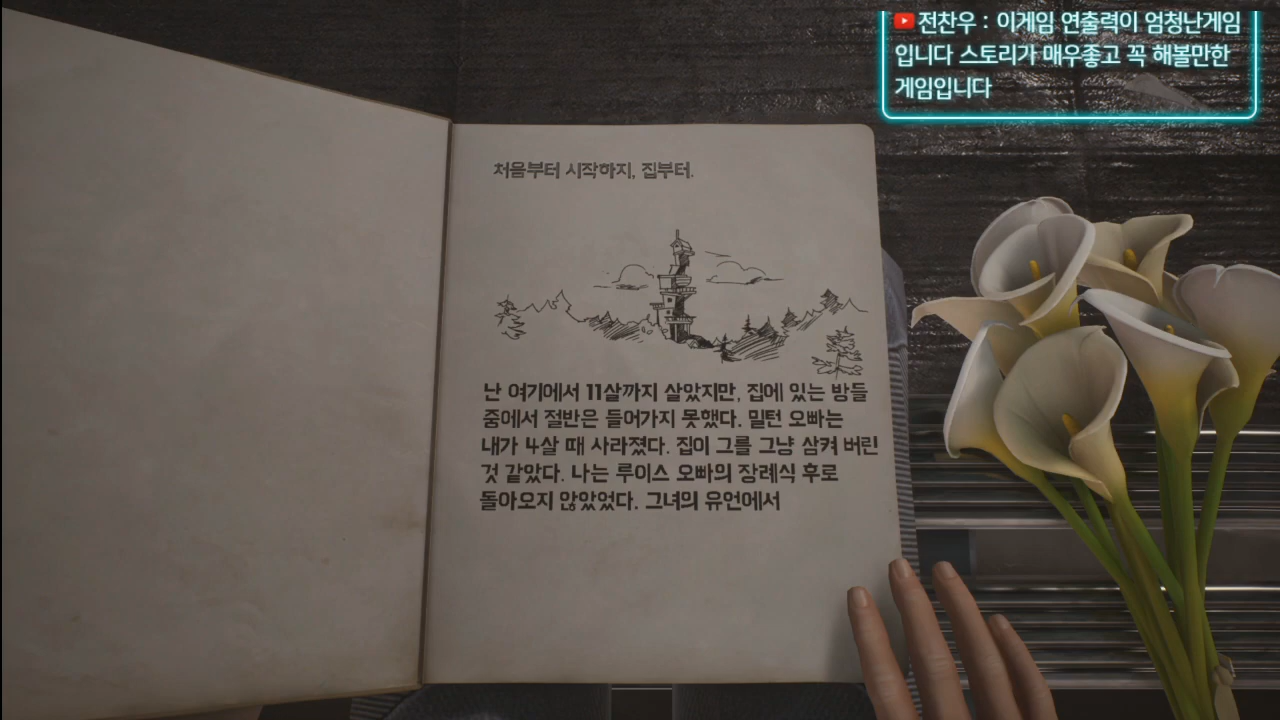 전찬우 : 이게임 연출력이 엄청난게임
입니다 스토리가 매우좋고 꼭 해볼만한
게임입니다
처음부터 시작하지, 집부터.
난 여기에서 11살까지 살았지만, 집에 있는 방들
중에서 절반은 들어가지 못했다. 밀턴 오빠는
내가 4살 때 사라졌다. 집이 그를 그냥 삼켜 버린
것 같았다. 나는 루이스 오빠의 장례식 후로
돌아오지 않았었다. 그녀의 유언에서